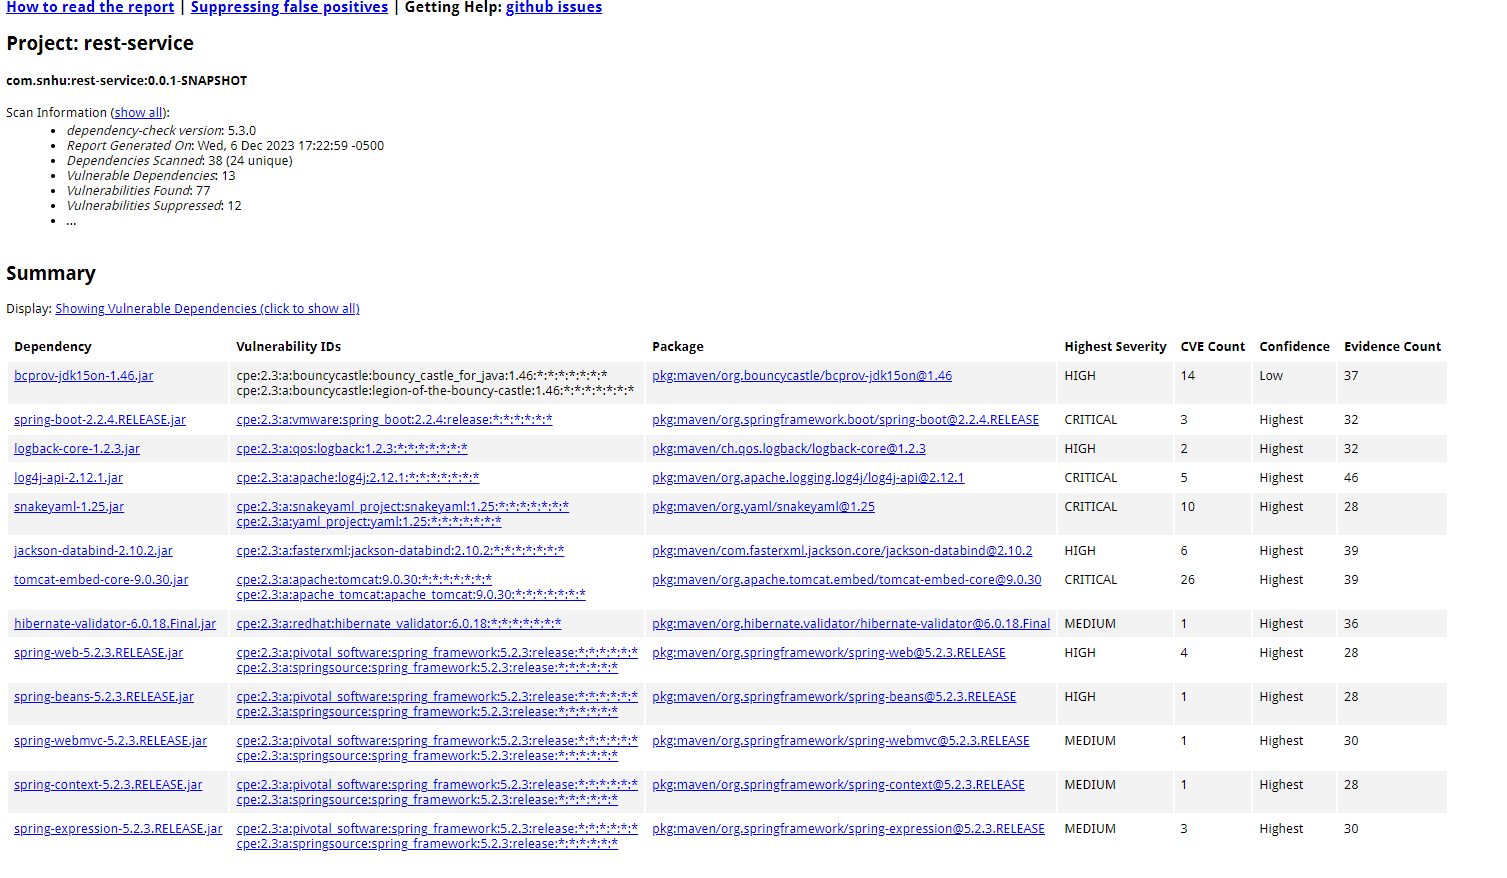 How to read the report | Suppressing false positives | Getting Help: github issues
Project: rest-service
com.snhu:rest-service:0.0.1-SNAPSHOT
Scan Information (show all):
• dependency-check version: 5.3.0
• Report Generated On: Wed, 6 Dec 2023 17:22:59 -0500
• Dependencies Scanned: 38 (24 unique)
• Vulnerable Dependencies: 13
• Vulnerabilities Found: 77
• Vulnerabilities Suppressed: 12
• ...
Summary
Display: Showing Vulnerable Dependencies (click to show all)
Dependency Vulnerability IDs Package Highest Severity CVE Count Confidence Evidence Count
bcprov-jdk15on-1.46.jar cpe:2.3:a:bouncycastle:bouncy_castle_for_java:1.46:*:*:*:*:*:*:* pkg:maven/org.bouncycastle/bcprov-jdk15on@1.46 HIGH 14 Low 37
cpe:2.3:a:bouncycastle:legion-of-the-bouncy-castle:1.46:*:*:*:*:*:*:*
spring-boot-2.2.4.RELEASE.jar cpe:2.3:a:vmware:spring_boot:2.2.4:release:*:*:*:*:*:* pkg:maven/org.springframework.boot/spring-boot@2.2.4.RELEASE CRITICAL 3 Highest 32
logback-core-1.2.3.jar cpe:2.3:a:qos:logback:1.2.3:*:*:*:*:*:*:* pkg:maven/ch.qos.logback/logback-core@1.2.3 HIGH 2 Highest 32
log4j-api-2.12.1.jar cpe:2.3:a:apache:log4j:2.12.1:*:*:*:*:*:*:* pkg:maven/org.apache.logging.log4j/log4j-api@2.12.1 CRITICAL 5 Highest 46
snakeyaml-1.25.jar cpe:2.3:a:snakeyaml_project:snakeyaml:1.25:*:*:*:*:*:*:* pkg:maven/org.yaml/snakeyaml@1.25 CRITICAL 10 Highest 28
cpe:2.3:a:yaml_project:yaml:1.25:*:*:*:*:*:*:*
jackson-databind-2.10.2.jar cpe:2.3:a:fasterxml:jackson-databind:2.10.2:*:*:*:*:*:*:* pkg:maven/com.fasterxml.jackson.core/jackson-databind@2.10.2 HIGH 6 Highest 39
tomcat-embed-core-9.0.30.jar cpe:2.3:a:apache:tomcat:9.0.30:*:*:*:*:*:*:* pkg:maven/org.apache.tomcat.embed/tomcat-embed-core@9.0.30 CRITICAL 26 Highest 39
cpe:2.3:a:apache_tomcat:apache_tomcat:9.0.30:*:*:*:*:*:*:*
hibernate-validator-6.0.18.Final.jar cpe:2.3:a:redhat:hibernate_validator:6.0.18:*:*:*:*:*:*:* pkg:maven/org.hibernate.validator/hibernate-validator@6.0.18.Final MEDIUM 1 Highest 36
spring-web-5.2.3.RELEASE.jar cpe:2.3:a:pivotal_software:spring_framework:5.2.3:release:*:*:*:*:*:* pkg:maven/org.springframework/spring-web@5.2.3.RELEASE HIGH 4 Highest 28
cpe:2.3:a:springsource:spring_framework:5.2.3:release:*:*:*:*:*:*
spring-beans-5.2.3.RELEASE.jar cpe:2.3:a:pivotal_software:spring_framework:5.2.3:release:*:*:*:*:*:* pkg:maven/org.springframework/spring-beans@5.2.3.RELEASE HIGH 1 Highest 28
cpe:2.3:a:springsource:spring_framework:5.2.3:release:*:*:*:*:*:*
spring-webmvc-5.2.3.RELEASE.jar cpe:2.3:a:pivotal_software:spring_framework:5.2.3:release:*:*:*:*:*:* pkg:maven/org.springframework/spring-webmvc@5.2.3.RELEASE MEDIUM 1 Highest 30
cpe:2.3:a:springsource:spring_framework:5.2.3:release:*:*:*:*:*:*
spring-context-5.2.3.RELEASE.jar cpe:2.3:a:pivotal_software:spring_framework:5.2.3:release:*:*:*:*:*:* pkg:maven/org.springframework/spring-context@5.2.3.RELEASE MEDIUM 1 Highest 28
cpe:2.3:a:springsource:spring_framework:5.2.3:release:*:*:*:*:*:*
spring-expression-5.2.3.RELEASE.jar cpe:2.3:a:pivotal_software:spring_framework:5.2.3:release:*:*:*:*:*:* pkg:maven/org.springframework/spring-expression@5.2.3.RELEASE MEDIUM 3 Highest 30
cpe:2.3:a:springsource:spring_framework:5.2.3:release:*:*:*:*:*:*